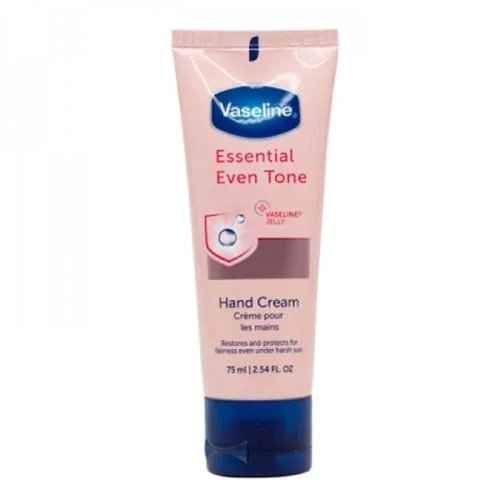 Vaseline
Essential
Even Tone
VASELINE®
JELLY
Hand Cream
Crème pour
les mains
Restores and protects for
fairness even under harsh sun
75 ml | 2.54 FL. OZ